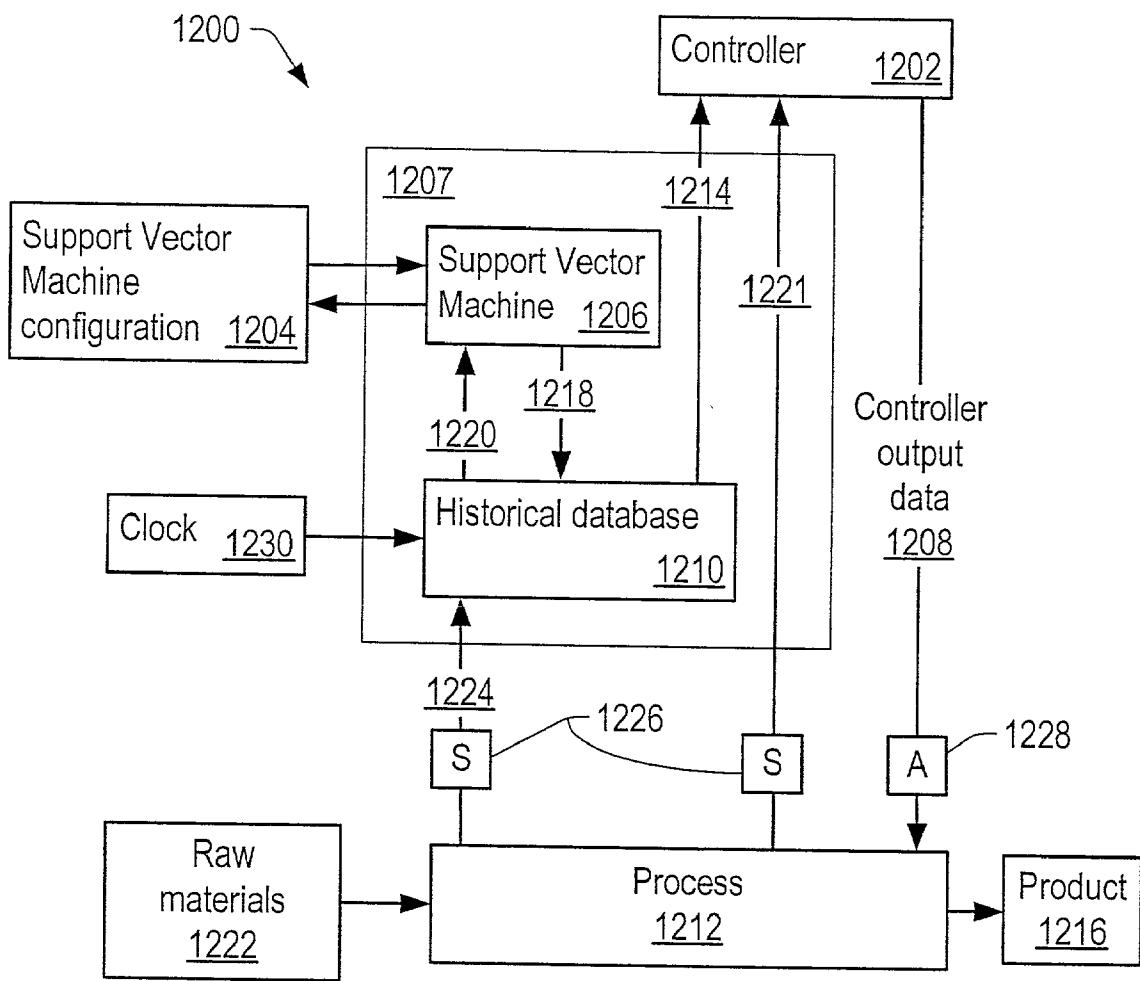 1200
Controller
1202
1207
1214
Support Vector
Machine
configuration
1204
Support Vector
Machine
1206
1221
1218
1220
Controller
output
data
1208
Clock
1230
Historical database
1210
1224
1226
1228
S
S
A
Raw
materials
1222
Process
1212
Product
1216